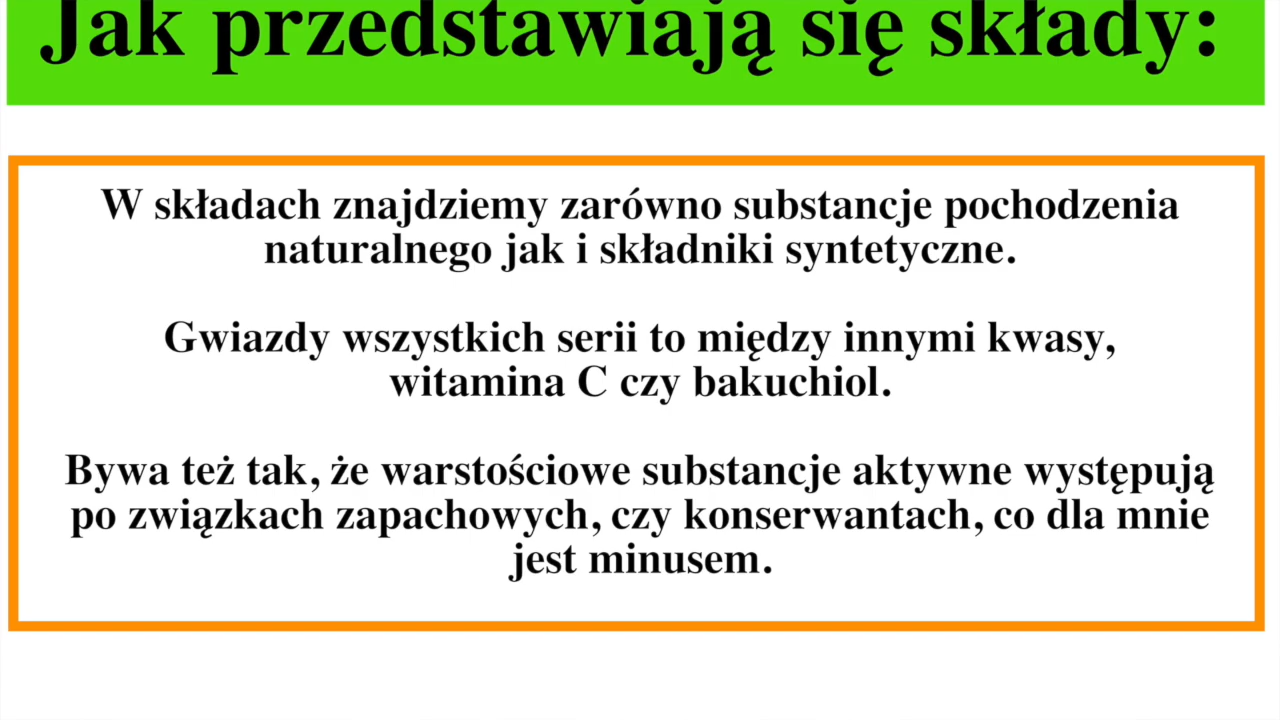 Jak przedstawiają się składy:
W składach znajdziemy zarówno substancje pochodzenia
naturalnego jak i składniki syntetyczne.
Gwiazdy wszystkich serii to między innymi kwasy,
witamina C czy bakuchiol.
Bywa też tak, że warstościowe substancje aktywne występują
po związkach zapachowych, czy konserwantach, co dla mnie
jest minusem.